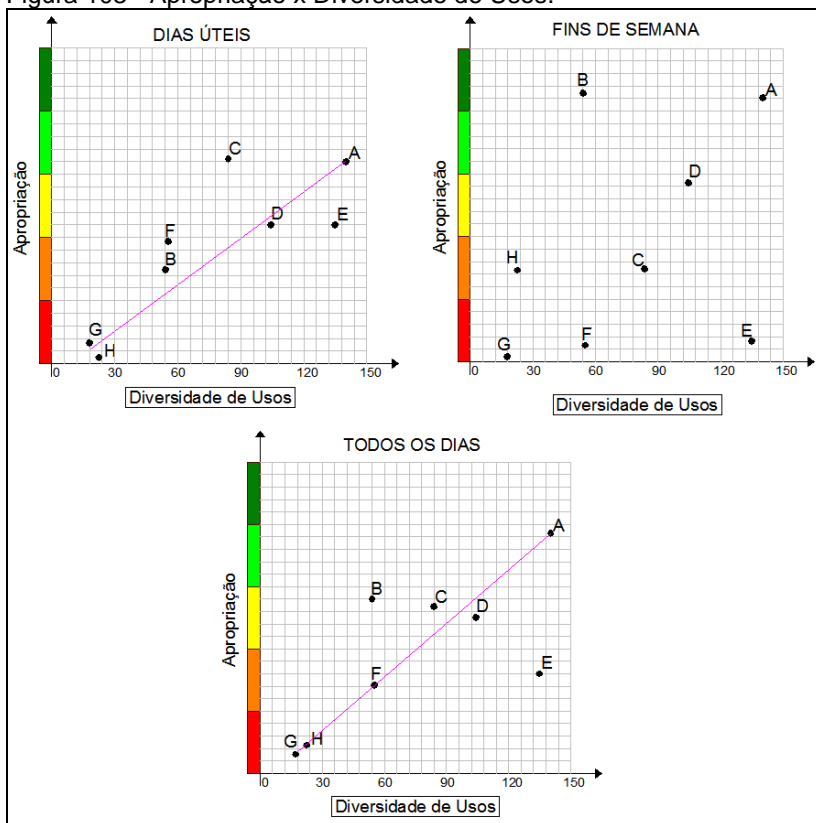 Figura 108 - Apropriação x Diversidade de Usos.
DIAS ÚTEIS
Apropriação
C
A
F
D
E
B
G
H
0 30 60 90 120 150
Diversidade de Usos
FINS DE SEMANA
Apropriação
B
A
D
H
C
G
F
E
0 30 60 90 120 150
Diversidade de Usos
TODOS OS DIAS
Apropriação
A
B
C
D
F
E
G
H
0 30 60 90 120 150
Diversidade de Usos